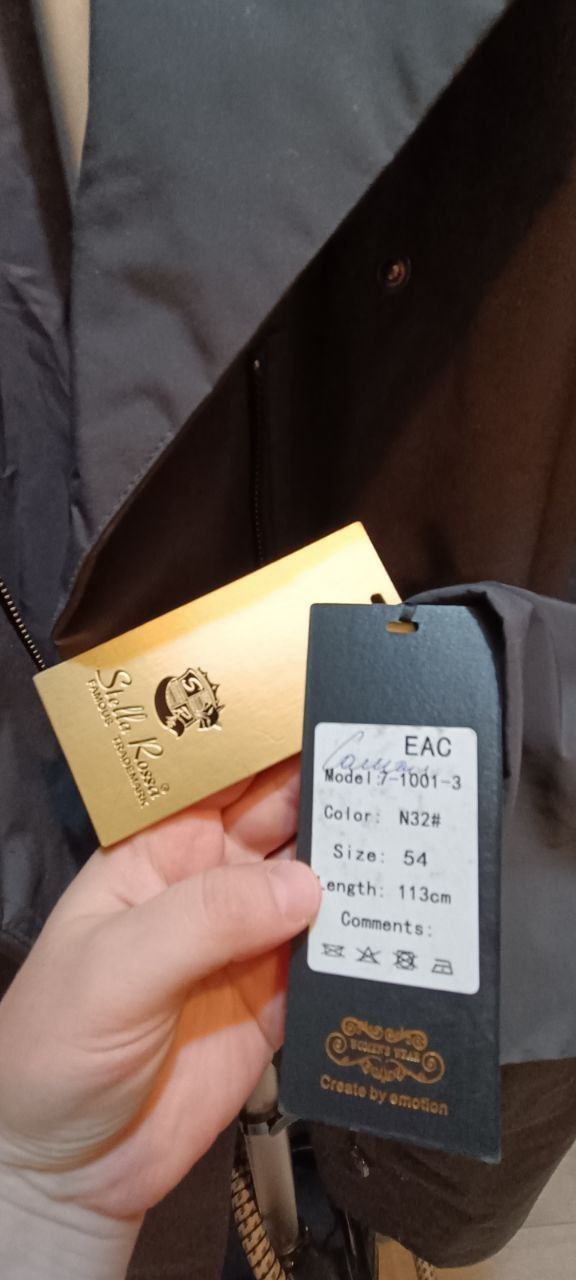 Stella Rossa®
FAMOUS TRADEMARK
SR
EAC
Model:7-1001-3
Color: N32#
Size: 54
Length: 113cm
Comments:
WOMEN'S WEAR
Create by emotion